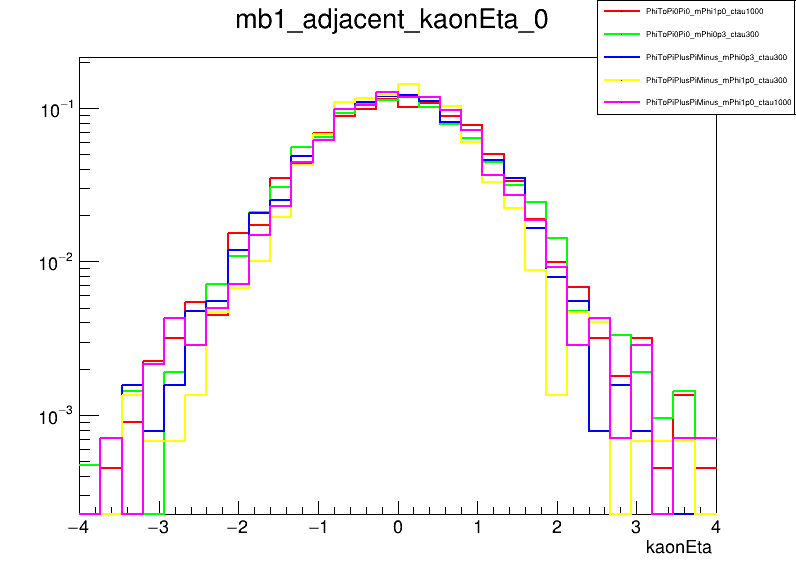 mb1_adjacent_kaonEta_0
PhiToPi0Pi0_mPhi1p0_ctau1000
PhiToPi0Pi0_mPhi0p3_ctau300
PhiToPiPlusPiMinus_mPhi0p3_ctau300
PhiToPiPlusPiMinus_mPhi1p0_ctau300
PhiToPiPlusPiMinus_mPhi1p0_ctau1000
10⁻¹
10⁻²
10⁻³
−4 −3 −2 −1 0 1 2 3 4
kaonEta